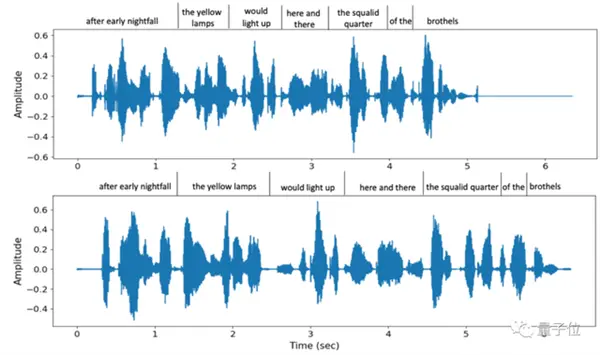 after early nightfall | the yellow lamps | would light up | here and there | the squalid quarter | of the | brothels
Amplitude
0.6
0.4
0.2
0.0
−0.2
−0.4
−0.6
0 1 2 3 4 5 6
after early nightfall | the yellow lamps | would light up | here and there | the squalid quarter | of the | brothels
Amplitude
0.6
0.4
0.2
0.0
−0.2
−0.4
0 1 2 3 4 5 6
Time (sec)
量子位